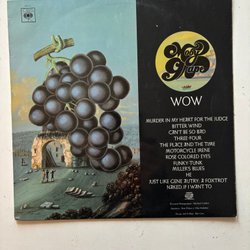 CBS
Moby
Grape
WOW
MURDER IN MY HEART FOR THE JUDGE
BITTER WIND
CAN'T BE SO BAD
THREE FOUR
THE PLACE AND THE TIME
MOTORCYCLE IRENE
ROSE COLORED EYES
FUNKY-TUNK
MILLER'S BLUES
HE
JUST LIKE GENE AUTRY: A FOXTROT
NAKED, IF I WANT TO